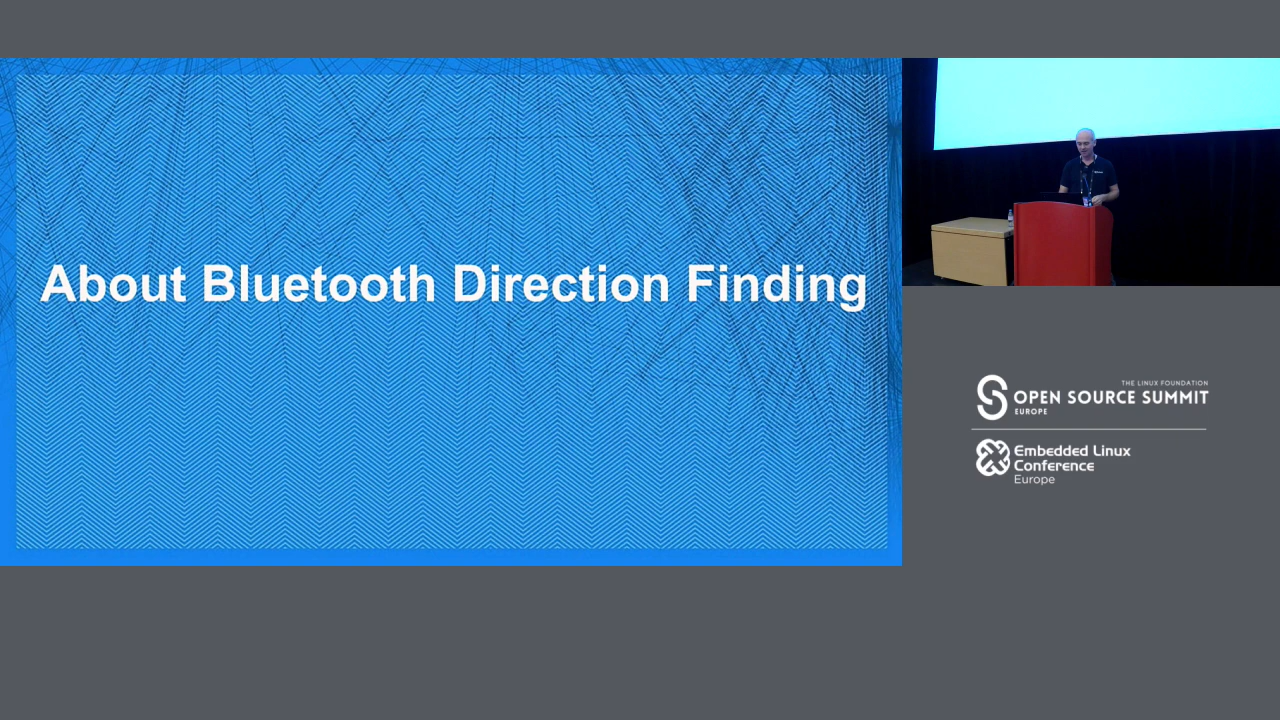 About Bluetooth Direction Finding
THE LINUX FOUNDATION
OPEN SOURCE SUMMIT
EUROPE
Embedded Linux
Conference
Europe